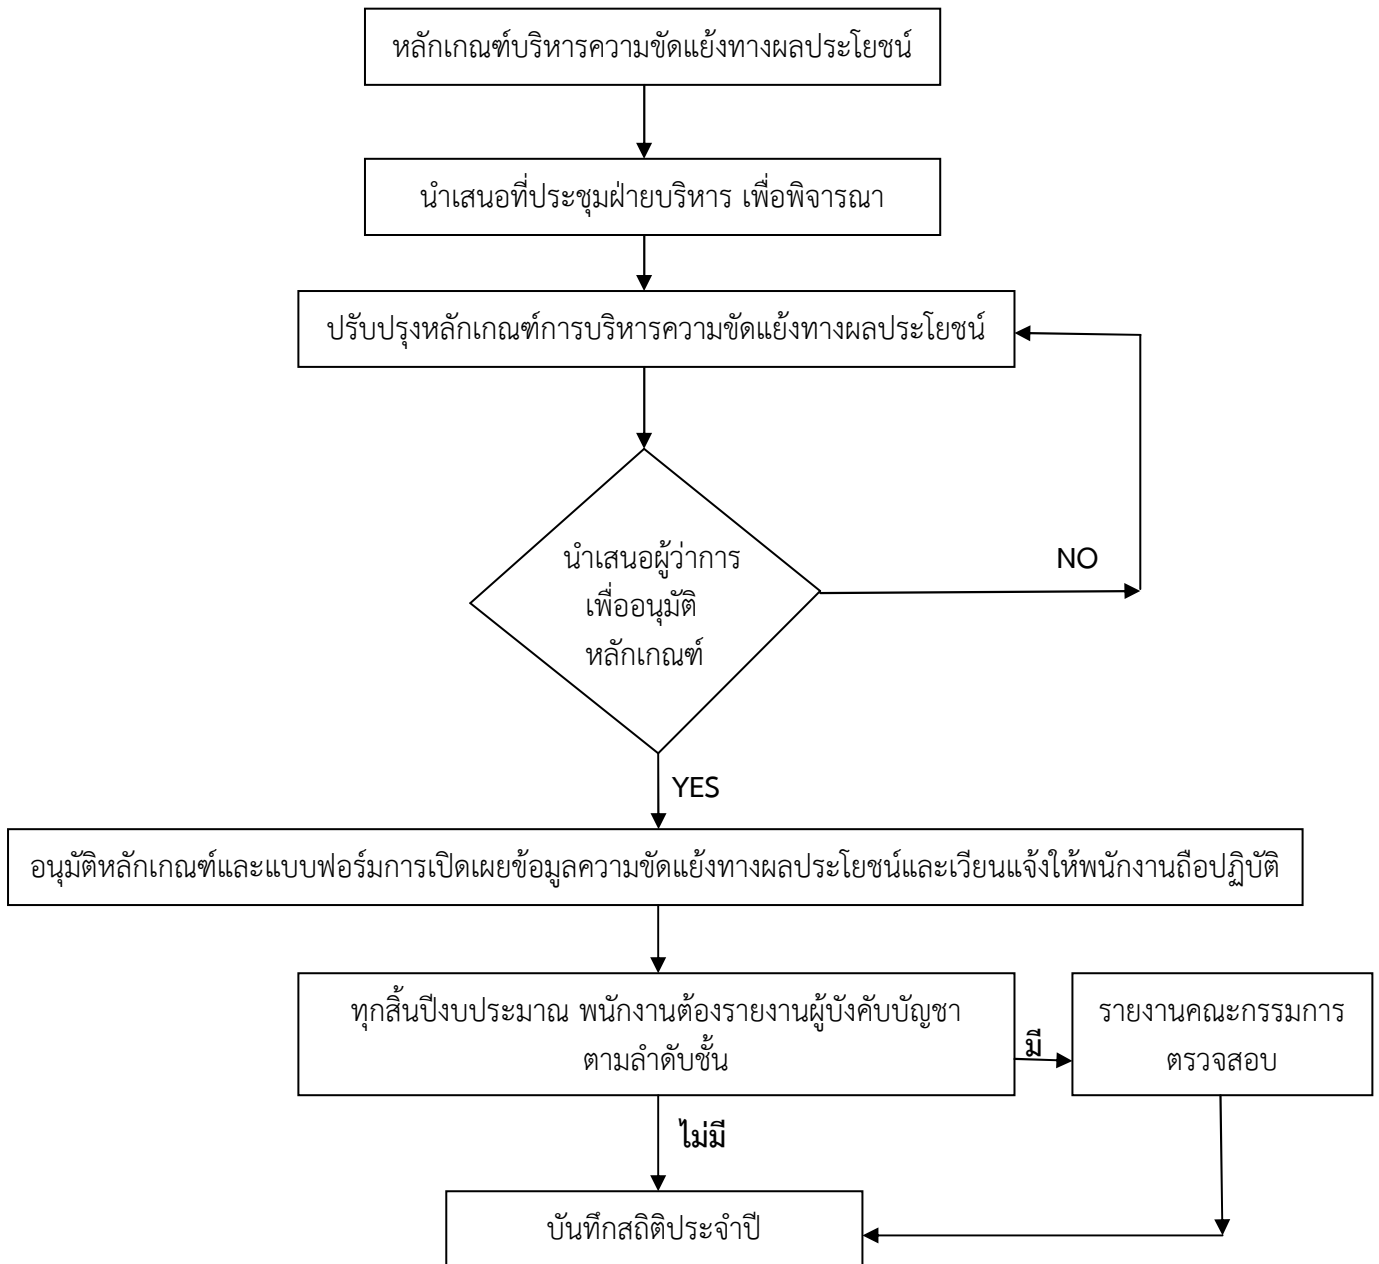 หลักเกณฑ์บริหารความขัดแย้งทางผลประโยชน์
นำเสนอที่ประชุมฝ่ายบริหาร เพื่อพิจารณา
ปรับปรุงหลักเกณฑ์การบริหารความขัดแย้งทางผลประโยชน์
นำเสนอผู้ว่าการ
เพื่ออนุมัติ
หลักเกณฑ์
NO
YES
อนุมัติหลักเกณฑ์และแบบฟอร์มการเปิดเผยข้อมูลความขัดแย้งทางผลประโยชน์และเวียนแจ้งให้พนักงานถือปฏิบัติ
ทุกสิ้นปีงบประมาณ พนักงานต้องรายงานผู้บังคับบัญชา
ตามลำดับชั้น
มี
รายงานคณะกรรมการ
ตรวจสอบ
ไม่มี
บันทึกสถิติประจำปี